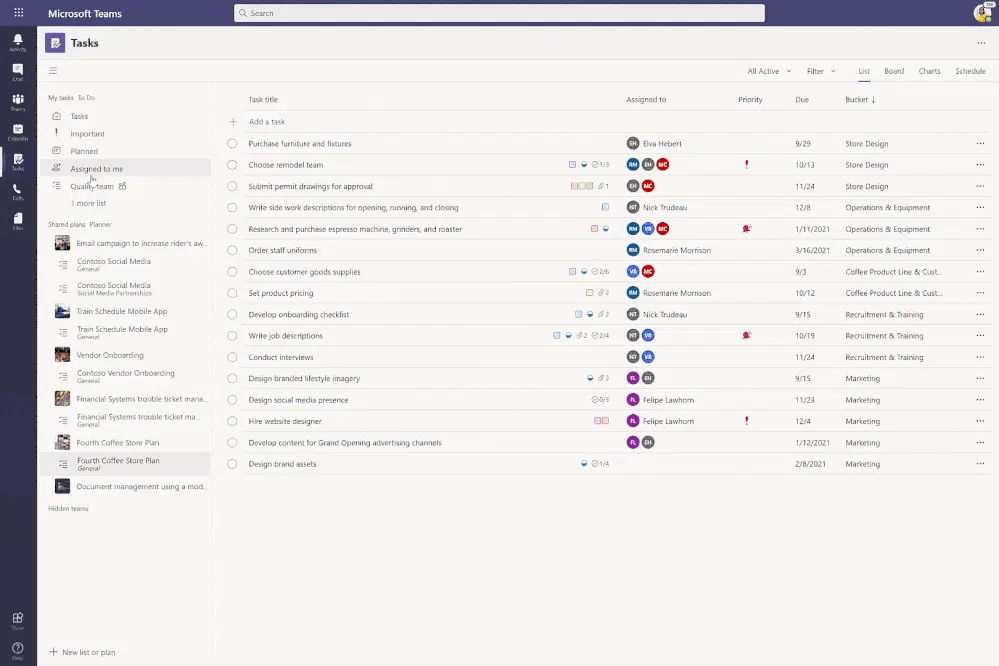 Microsoft Teams
Search
Activity
Chat
Teams
Calendar
Tasks
Calls
Files
Store
Help
Tasks
All Active
Filter
List
Board
Charts
Schedule
My tasks To Do
Tasks
Important
Planned
Assigned to me
Quality team
1 more list
Shared plans Planner
Email campaign to increase rider's aw...
Contoso Social Media
General
Contoso Social Media
Social Media Partnerships
Train Schedule Mobile App
Train Schedule Mobile App
General
Vendor Onboarding
Contoso Vendor Onboarding
General
Financial Systems trouble ticket mana...
Financial Systems trouble ticket ma...
General
Fourth Coffee Store Plan
Fourth Coffee Store Plan
General
Document management using a mod...
Hidden teams
New list or plan
Task title Assigned to Priority Due Bucket ↓
Add a task
Purchase furniture and fixtures EH Elva Hebert 9/29 Store Design
Choose remodel team 1/3 RM EH MC 10/13 Store Design
Submit permit drawings for approval 1 EH MC 11/24 Store Design
Write side work descriptions for opening, running, and closing NT Nick Trudeau 12/8 Operations & Equipment
Research and purchase espresso machine, grinders, and roaster RM VB MC 1/11/2021 Operations & Equipment
Order staff uniforms RM Rosemarie Morrison 3/16/2021 Operations & Equipment
Choose customer goods supplies 2/6 VB MC 9/3 Coffee Product Line & Cust...
Set product pricing 2 RM Rosemarie Morrison 10/12 Coffee Product Line & Cust...
Develop onboarding checklist 2 NT Nick Trudeau 9/15 Recruitment & Training
Write job descriptions 2 2/4 NT VB 10/19 Recruitment & Training
Conduct interviews NT VB 11/24 Recruitment & Training
Design branded lifestyle imagery 3 FL EH 9/15 Marketing
Design social media presence 0/3 FL Felipe Lawhorn 11/23 Marketing
Hire website designer FL Felipe Lawhorn 12/4 Marketing
Develop content for Grand Opening advertising channels FL EH 1/12/2021 Marketing
Design brand assets 1/4 2/8/2021 Marketing